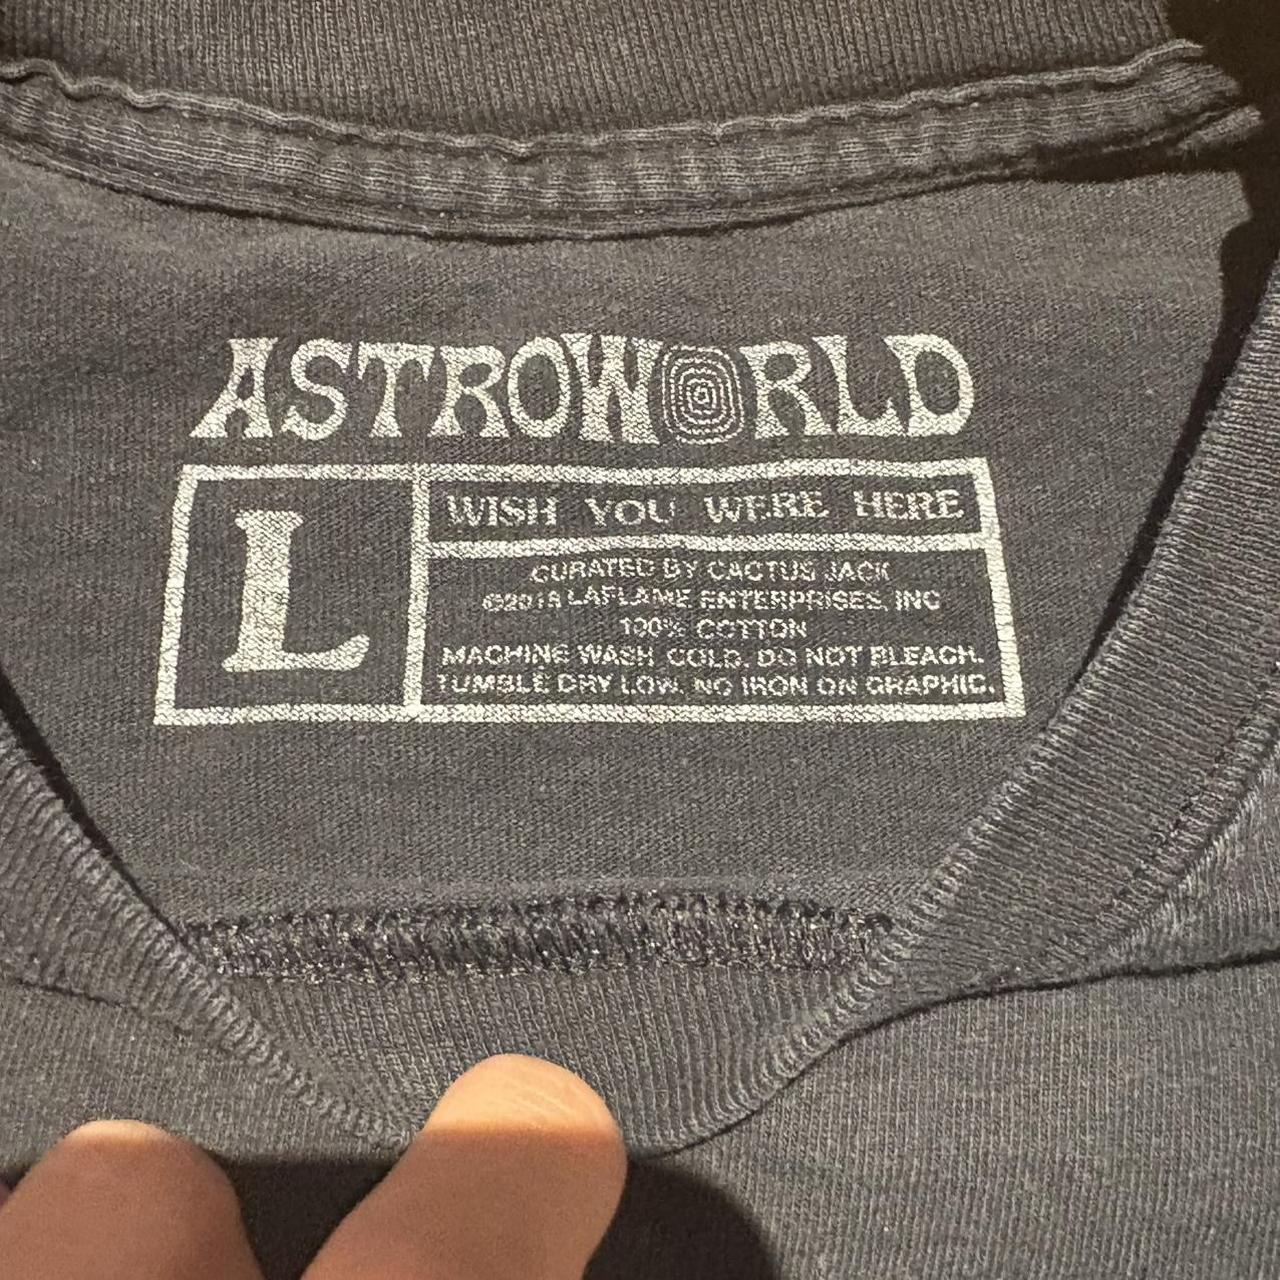 ASTROWORLD
L
WISH YOU WERE HERE
CURATED BY CACTUS JACK
©2018 LAFLAME ENTERPRISES, INC
100% COTTON
MACHINE WASH COLD. DO NOT BLEACH.
TUMBLE DRY LOW. NO IRON ON GRAPHIC.